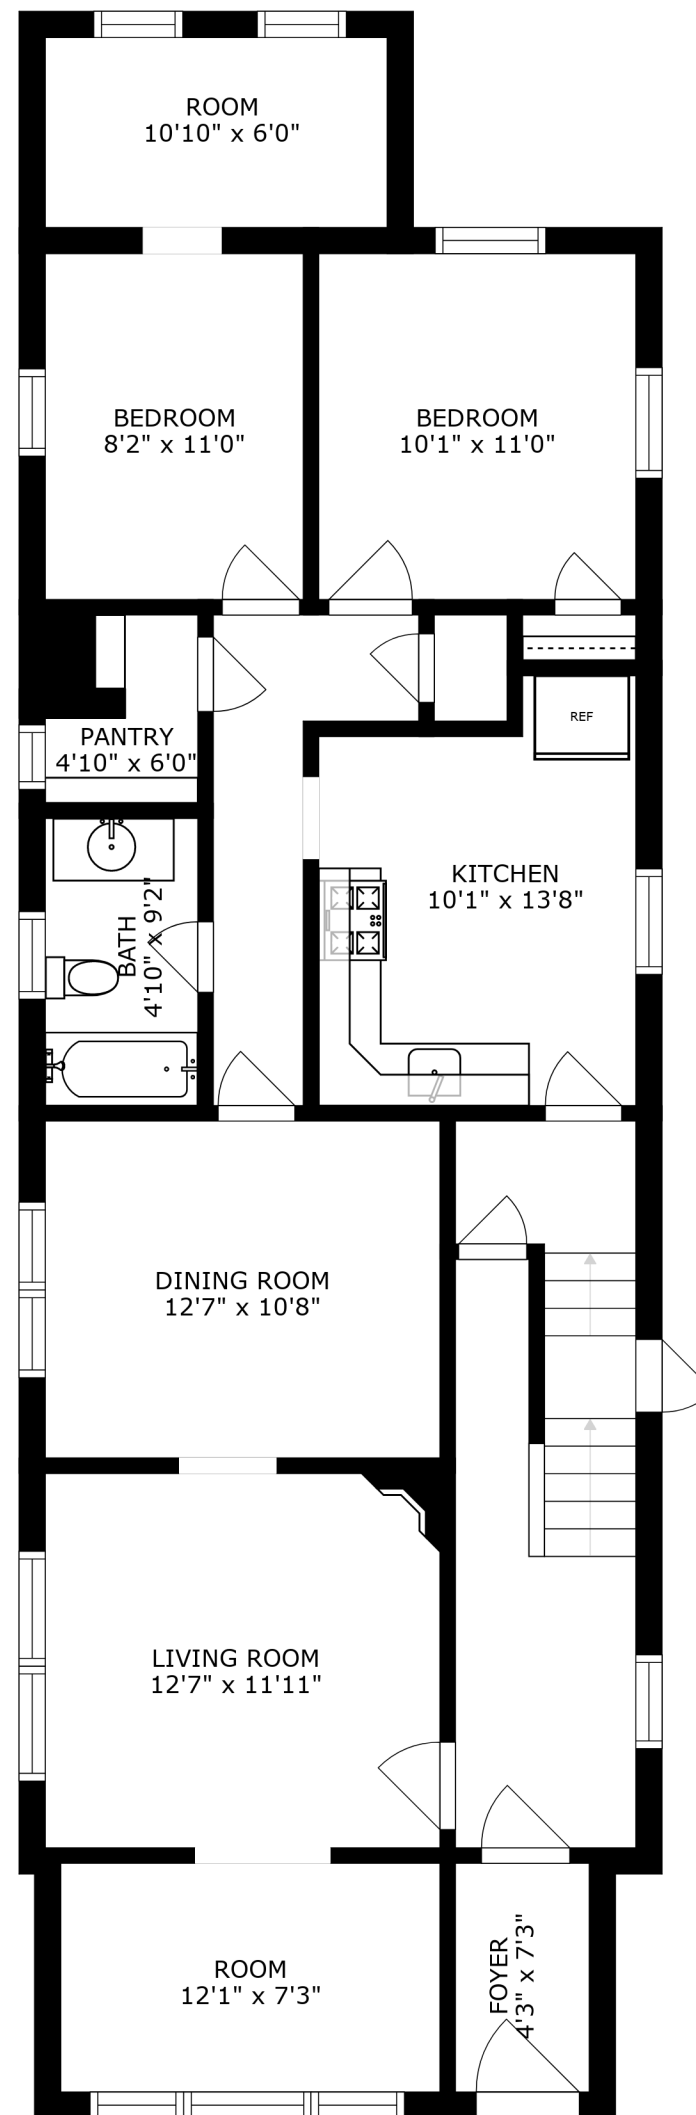 ROOM
10'10" x 6'0"
BEDROOM
8'2" x 11'0"
BEDROOM
10'1" x 11'0"
REF
PANTRY
4'10" x 6'0"
KITCHEN
10'1" x 13'8"
BATH
4'10" x 9'2"
DINING ROOM
12'7" x 10'8"
LIVING ROOM
12'7" x 11'11"
ROOM
12'1" x 7'3"
FOYER
4'3" x 7'3"